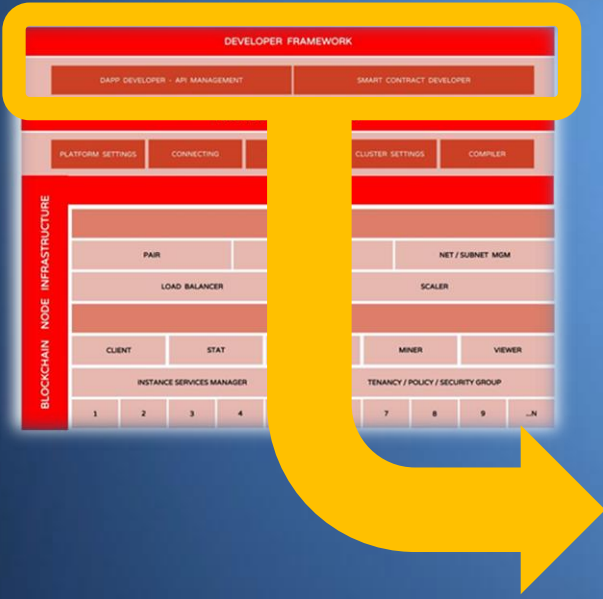 DEVELOPER FRAMEWORK
DAPP DEVELOPER - API MANAGEMENT SMART CONTRACT DEVELOPER
PLATFORM SETTINGS CONNECTING CLUSTER SETTINGS COMPILER
BLOCKCHAIN NODE INFRASTRUCTURE
PAIR NET / SUBNET MGM
LOAD BALANCER SCALER
CLIENT STAT MINER VIEWER
INSTANCE SERVICES MANAGER TENANCY / POLICY / SECURITY GROUP
1 2 3 4 7 8 9 ...N